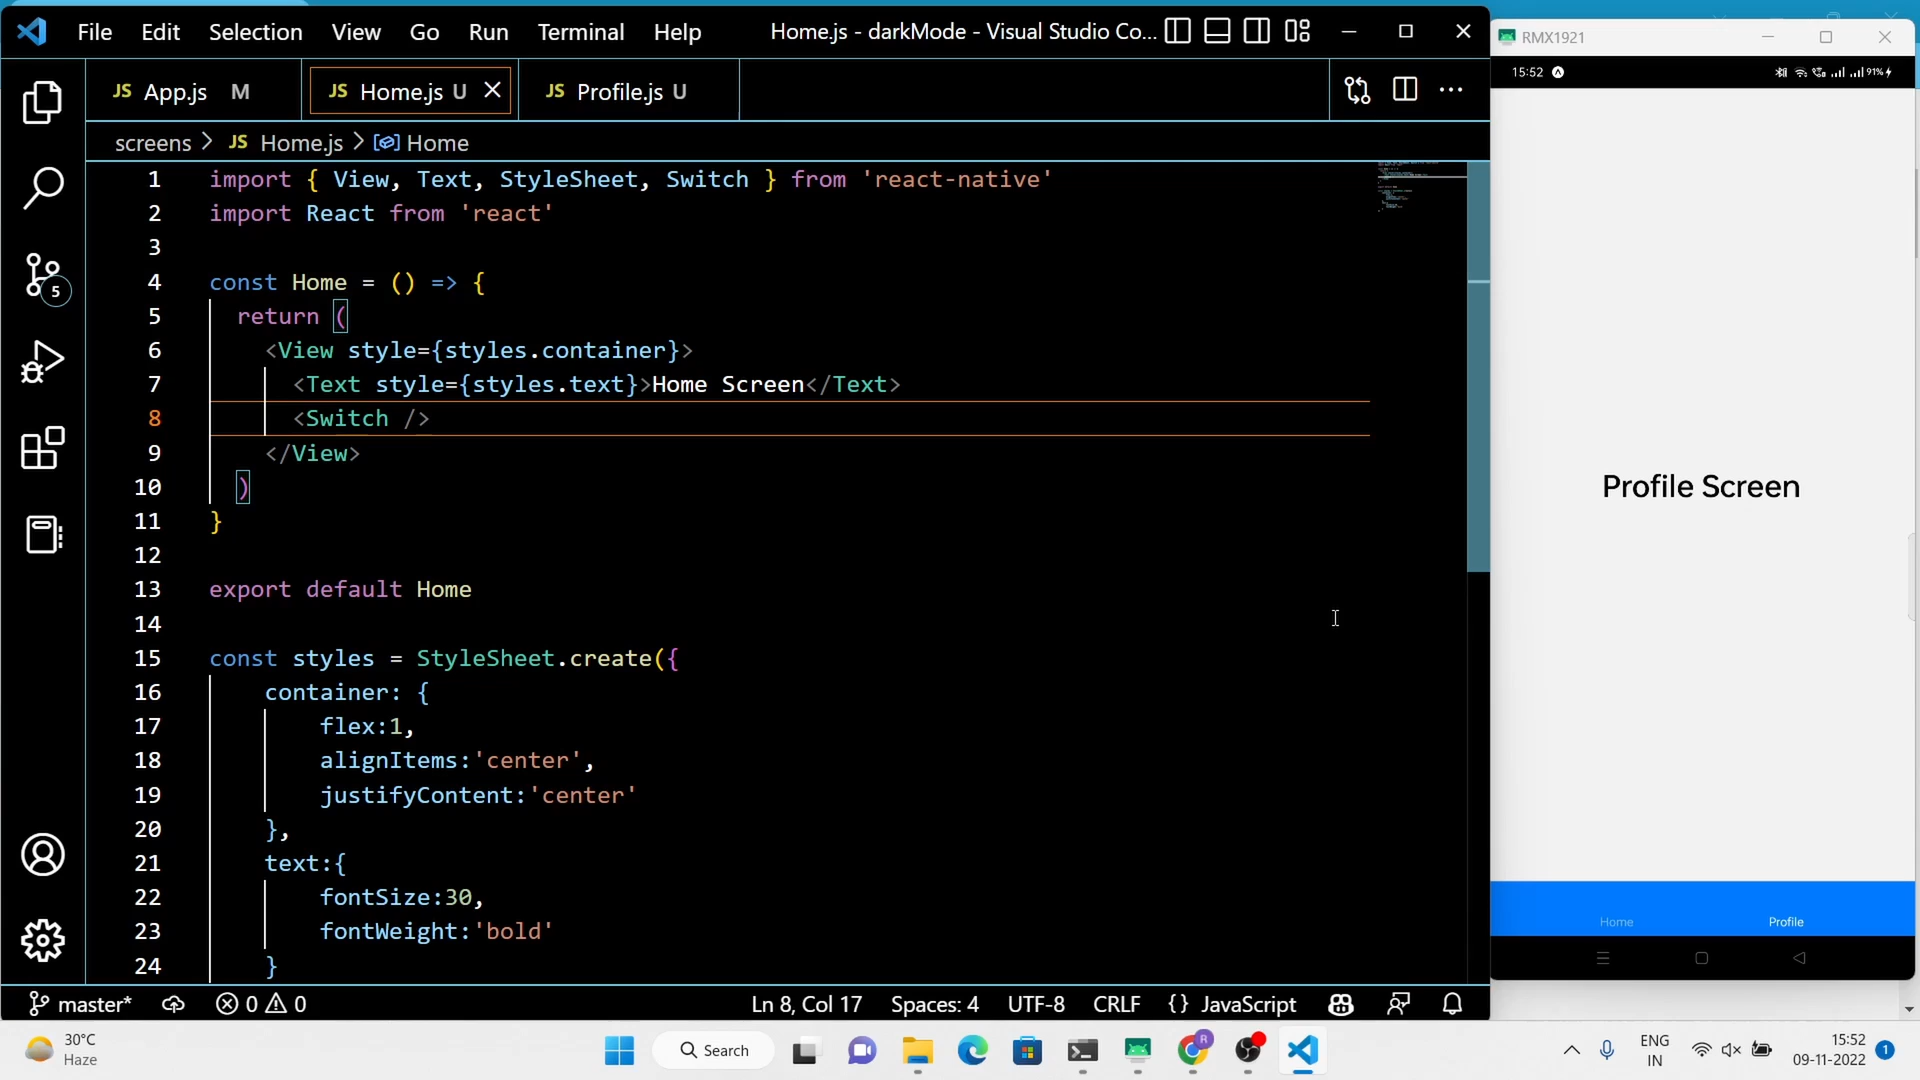 File Edit Selection View Go Run Terminal Help
Home.js - darkMode - Visual Studio Co...
JS App.js M
JS Home.js U
JS Profile.js U
screens > JS Home.js > Home
1 import { View, Text, StyleSheet, Switch } from 'react-native'
2 import React from 'react'
3
4 const Home = () => {
5 return (
6 <View style={styles.container}>
7 <Text style={styles.text}>Home Screen</Text>
8 <Switch />
9 </View>
10 )
11 }
12
13 export default Home
14
15 const styles = StyleSheet.create({
16 container: {
17 flex:1,
18 alignItems:'center',
19 justifyContent:'center'
20 },
21 text:{
22 fontSize:30,
23 fontWeight:'bold'
24 }
5
master* 0 0
Ln 8, Col 17 Spaces: 4 UTF-8 CRLF {} JavaScript
RMX1921
15:52
91%
Profile Screen
Home Profile
30°C
Haze
Search
R
ENG
IN
15:52
09-11-2022
1